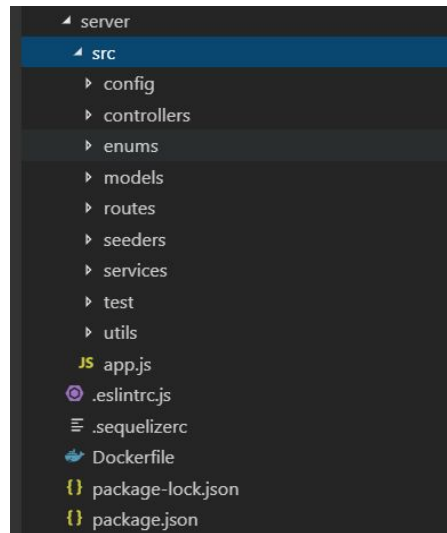 server
src
config
controllers
enums
models
routes
seeders
services
test
utils
JS app.js
.eslintrc.js
.sequelizerc
Dockerfile
{} package-lock.json
{} package.json